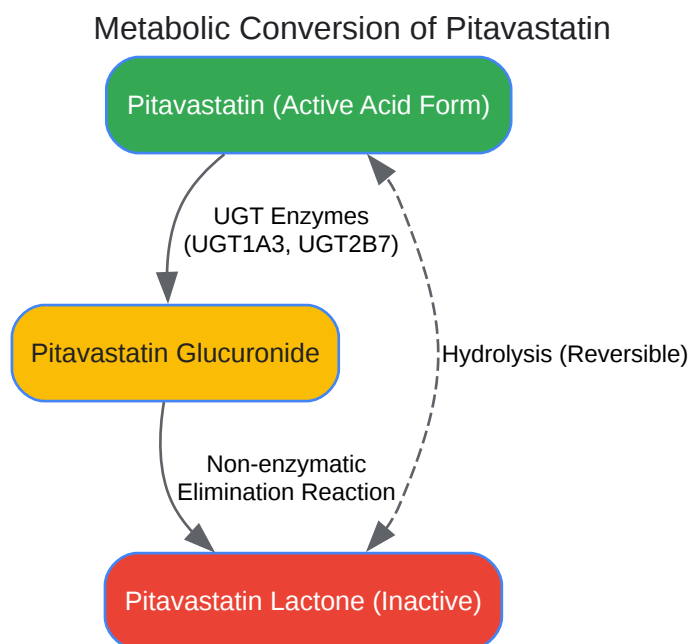 Metabolic Conversion of Pitavastatin
Pitavastatin (Active Acid Form)
UGT Enzymes
(UGT1A3, UGT2B7)
Pitavastatin Glucuronide
Hydrolysis (Reversible)
Non-enzymatic
Elimination Reaction
Pitavastatin Lactone (Inactive)